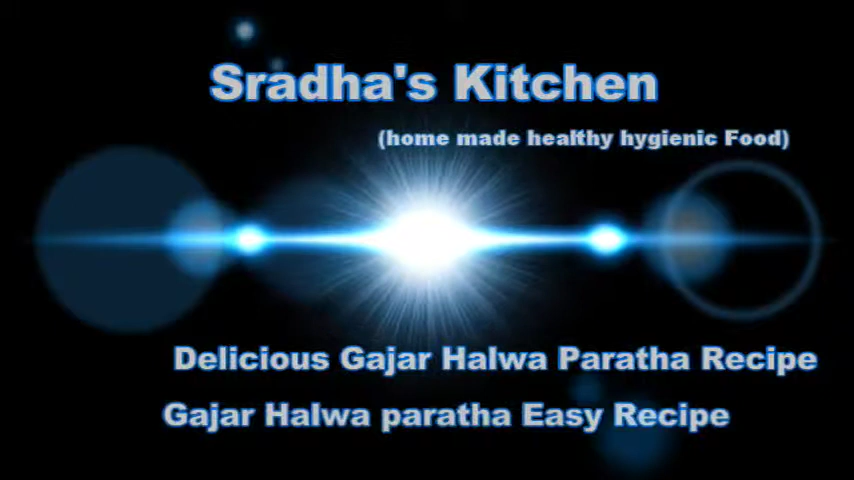 Sradha's Kitchen
(home made healthy hygienic Food)
Delicious Gajar Halwa Paratha Recipe
Gajar Halwa paratha Easy Recipe